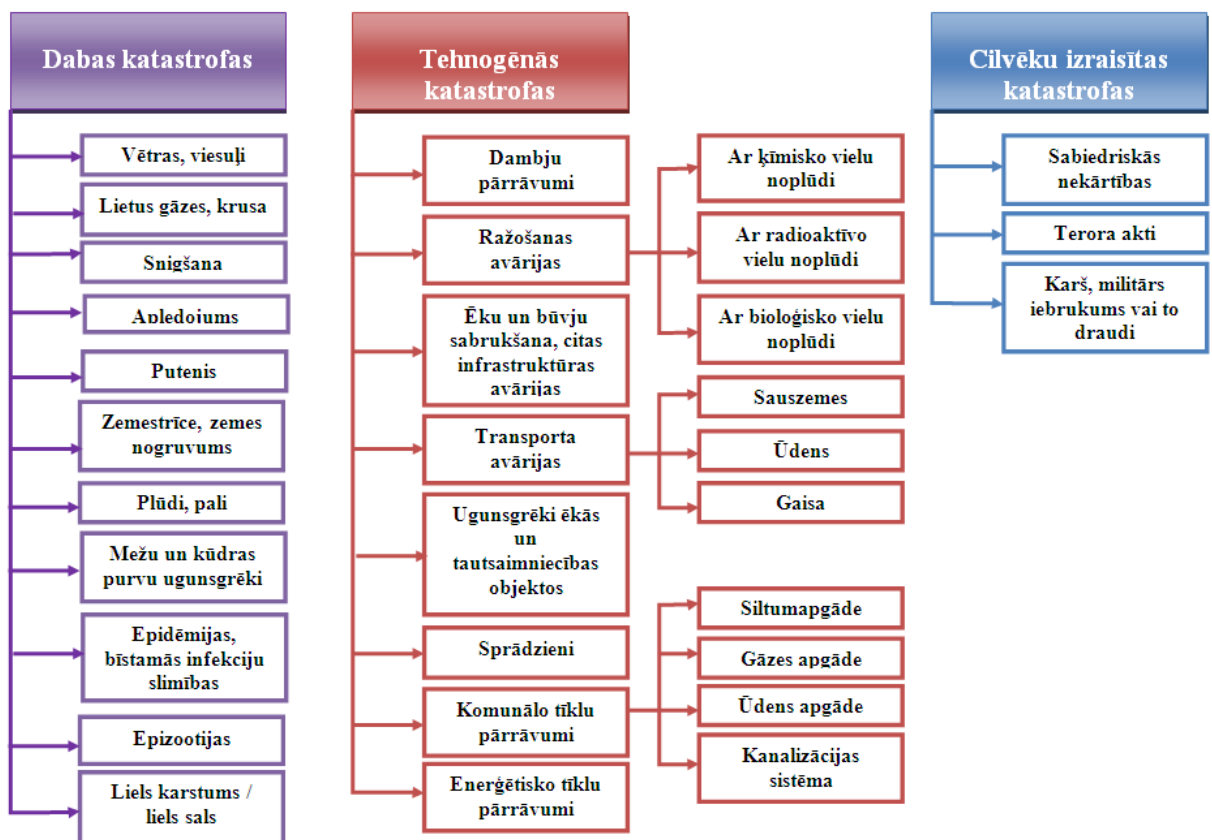 Dabas katastrofas
Vētras, viesuļi
Lietus gāzes, krusa
Snigšana
Apledojums
Putenis
Zemestrīce, zemes
nogruvums
Plūdi, pali
Mežu un kūdras
purvu ugunsgrēki
Epidēmijas,
bīstamās infekciju
slimības
Epizootijas
Liels karstums /
liels sals
Tehnogēnās
katastrofas
Dambju
pārrāvumi
Ražošanas
avārijas
Ar ķīmisko vielu
noplūdi
Ar radioaktīvo
vielu noplūdi
Ar bioloģisko vielu
noplūdi
Ēku un būvju
sabrukšana, citas
infrastruktūras
avārijas
Transporta
avārijas
Sauszemes
Ūdens
Gaisa
Ugunsgrēki ēkās
un
tautsaimniecības
objektos
Sprādzieni
Komunālo tīklu
pārrāvumi
Siltumapgāde
Gāzes apgāde
Ūdens apgāde
Kanalizācijas
sistēma
Enerģētisko tīklu
pārrāvumi
Cilvēku izraisītas
katastrofas
Sabiedriskās
nekārtības
Terora akti
Karš, militārs
iebrukums vai to
draudi